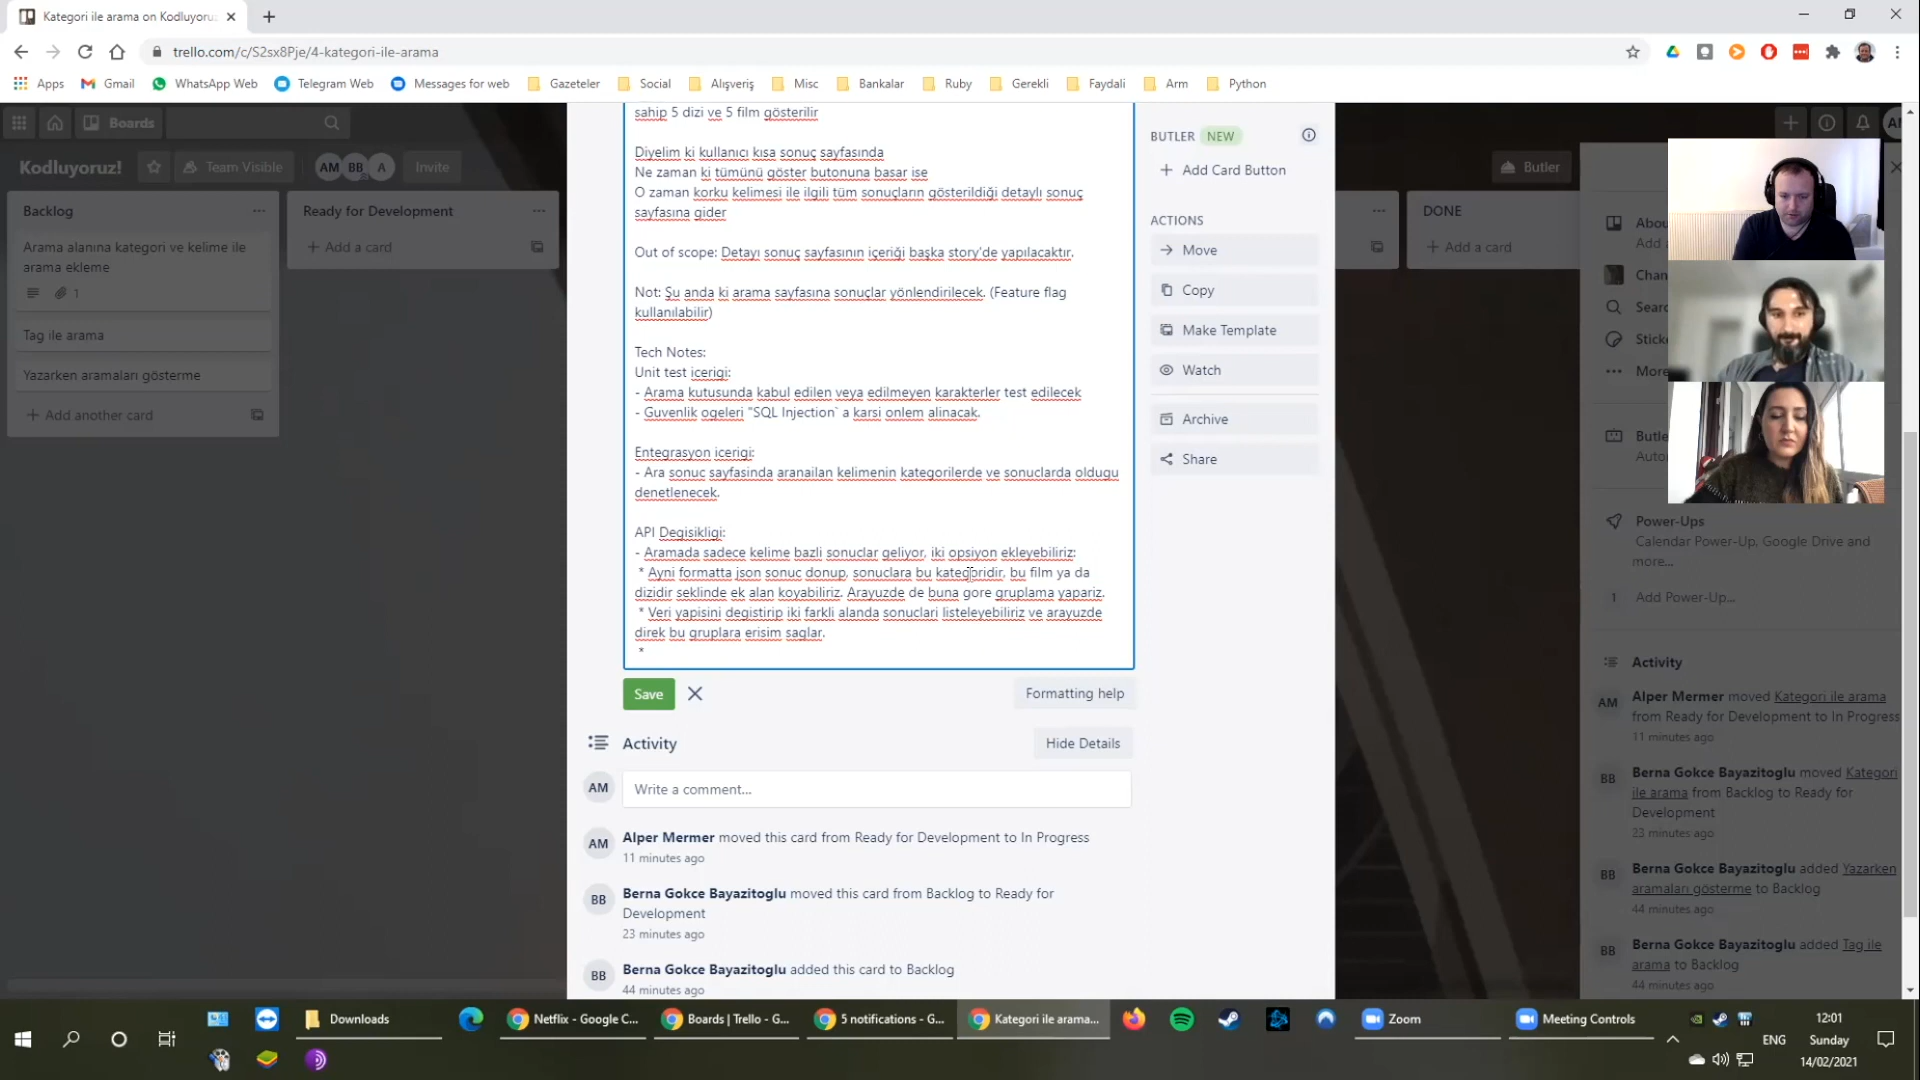 Kategori ile arama on Kodluyoru
trello.com/c/S2sx8Pje/4-kategori-ile-arama
Apps Gmail WhatsApp Web Telegram Web Messages for web Gazeteler Social Alışveriş Misc Bankalar Ruby Gerekli Faydali Arm Python
Boards
Kodluyoruz! Team Visible AM BB A Invite
Butler
Backlog
Arama alanına kategori ve kelime ile
arama ekleme
1
Tag ile arama
Yazarken aramaları gösterme
+ Add another card
Ready for Development
+ Add a card
DONE
+ Add a card
sahip 5 dizi ve 5 film gösterilir
Diyelim ki kullanıcı kısa sonuç sayfasında
Ne zaman ki tümünü göster butonuna basar ise
O zaman korku kelimesi ile ilgili tüm sonuçların gösterildiği detaylı sonuç
sayfasına gider
Out of scope: Detayı sonuç sayfasının içeriği başka story'de yapılacaktır.
Not: Şu anda ki arama sayfasına sonuçlar yönlendirilecek. (Feature flag
kullanılabilir)
Tech Notes:
Unit test icerigi:
- Arama kutusunda kabul edilen veya edilmeyen karakterler test edilecek
- Guvenlik ogeleri "SQL Injection` a karsi onlem alinacak.
Entegrasyon icerigi:
- Ara sonuc sayfasinda aranailan kelimenin kategorilerde ve sonuclarda oldugu
denetlenecek.
API Degisikligi:
- Aramada sadece kelime bazli sonuclar geliyor, iki opsiyon ekleyebiliriz:
* Ayni formatta json sonuc donup, sonuclara bu kategoridir, bu film ya da
dizidir seklinde ek alan koyabiliriz. Arayuzde de buna gore gruplama yapariz.
* Veri yapisini degistirip iki farkli alanda sonuclari listeleyebiliriz ve arayuzde
direk bu gruplara erisim saglar.
*
Save
Formatting help
Activity
Hide Details
AM Write a comment...
AM Alper Mermer moved this card from Ready for Development to In Progress
11 minutes ago
BB Berna Gokce Bayazitoglu moved this card from Backlog to Ready for
Development
23 minutes ago
BB Berna Gokce Bayazitoglu added this card to Backlog
44 minutes ago
BUTLER NEW
+ Add Card Button
ACTIONS
Move
Copy
Make Template
Watch
Archive
Share
Abou
Add
Chan
Searc
Stick
More
Butle
Auto
Power-Ups
Calendar Power-Up, Google Drive and
more...
1 Add Power-Up...
Activity
AM Alper Mermer moved Kategori ile arama
from Ready for Development to In Progress
11 minutes ago
BB Berna Gokce Bayazitoglu moved Kategori
ile arama from Backlog to Ready for
Development
23 minutes ago
BB Berna Gokce Bayazitoglu added Yazarken
aramaları gösterme to Backlog
44 minutes ago
BB Berna Gokce Bayazitoglu added Tag ile
arama to Backlog
44 minutes ago
Downloads Netflix - Google C... Boards | Trello - G... 5 notifications - G... Kategori ile arama... Zoom Meeting Controls
ENG
12:01
Sunday
14/02/2021